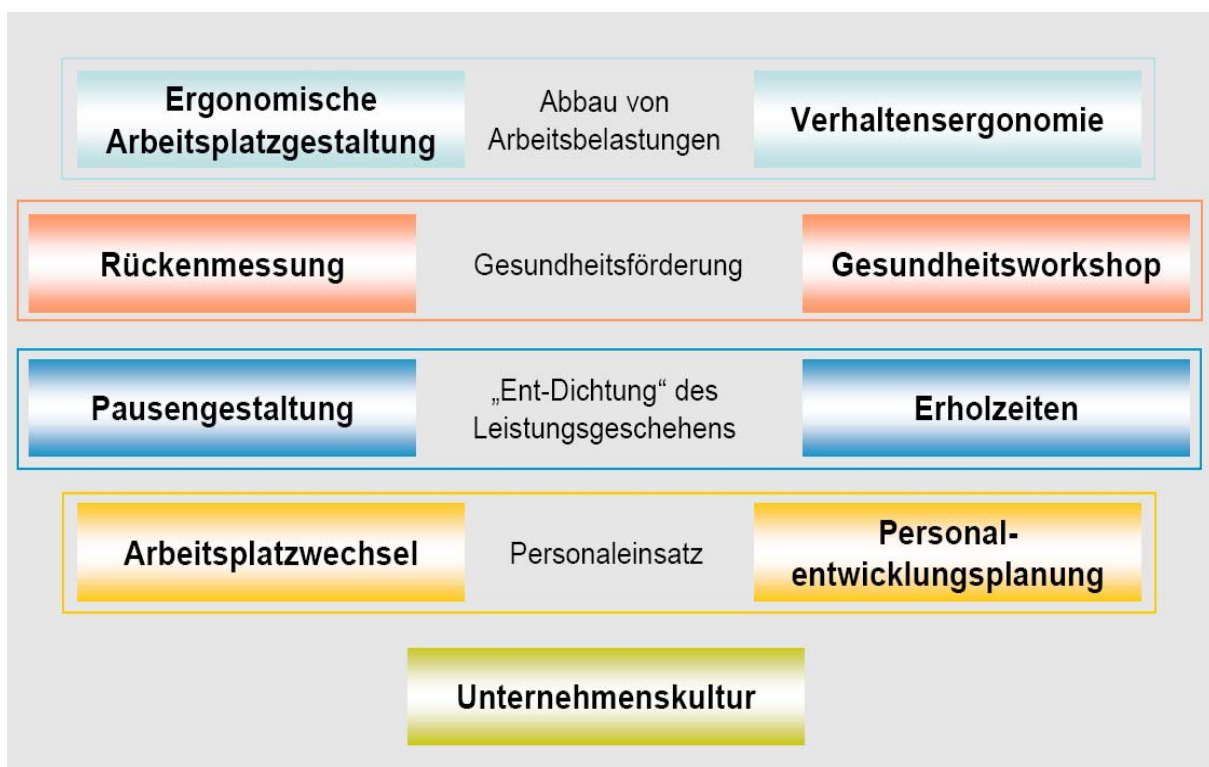 Ergonomische
Arbeitsplatzgestaltung
Abbau von
Arbeitsbelastungen
Verhaltensergonomie
Rückenmessung
Gesundheitsförderung
Gesundheitsworkshop
Pausengestaltung
„Ent-Dichtung“ des
Leistungsgeschehens
Erholzeiten
Arbeitsplatzwechsel
Personaleinsatz
Personal-
entwicklungsplanung
Unternehmenskultur